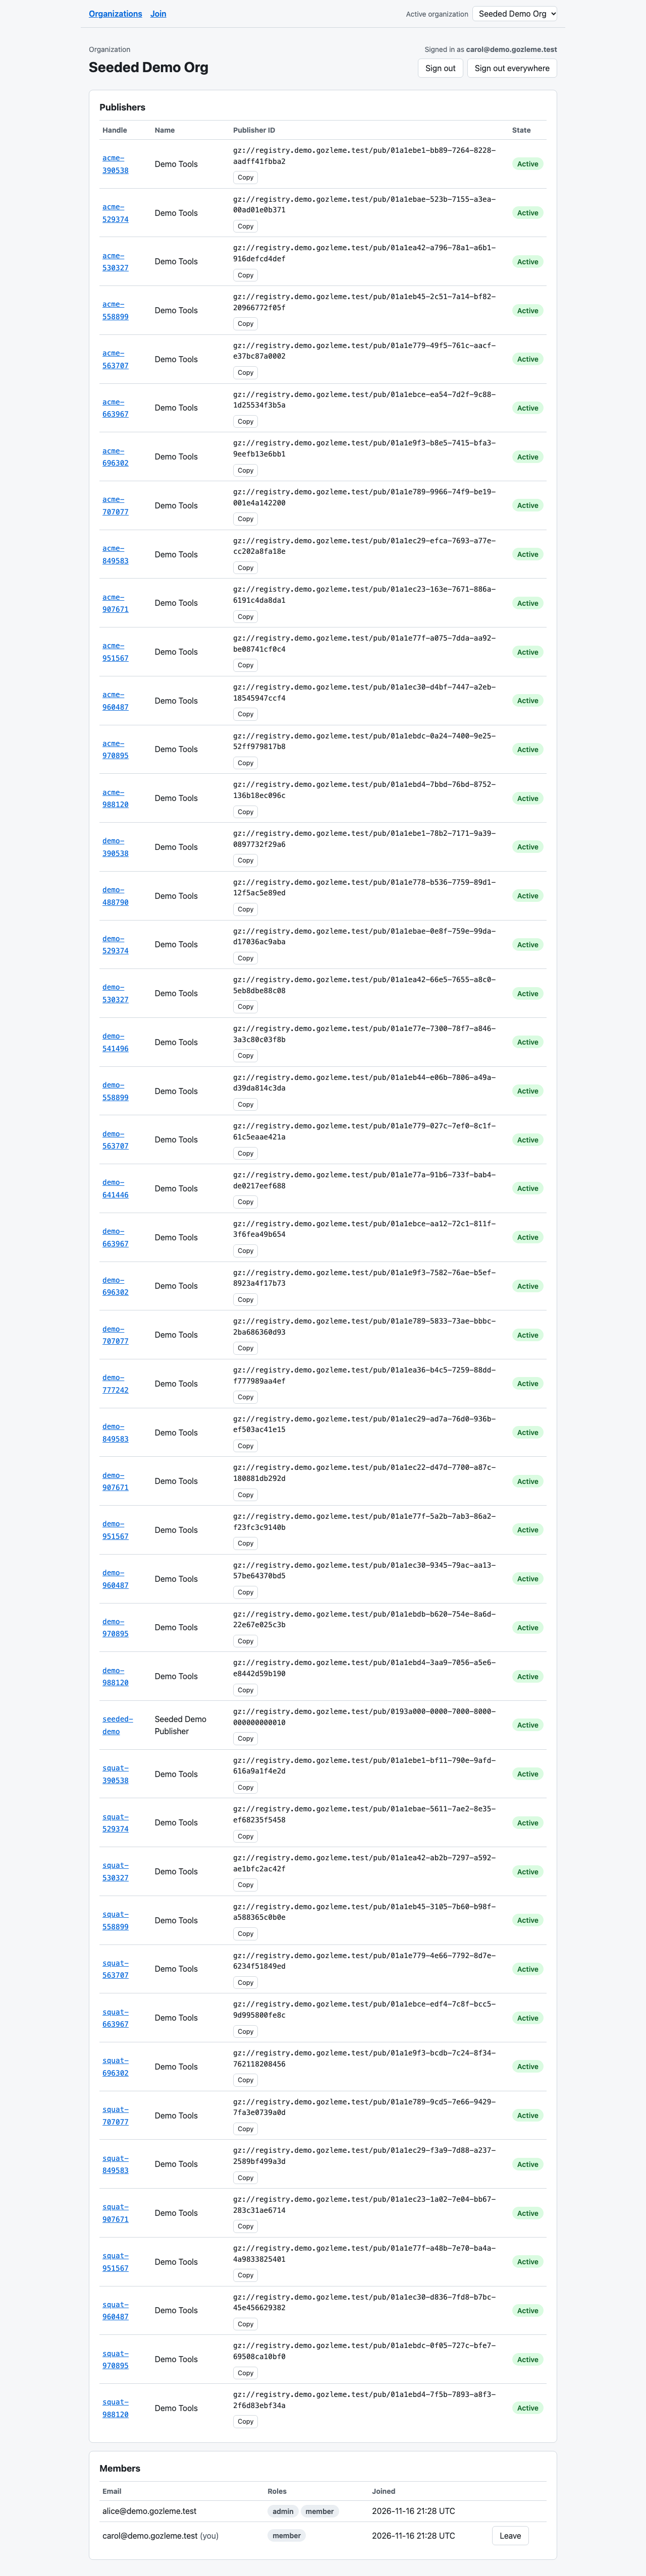 Organizations Join Active organization Seeded Demo Org
Organization Signed in as carol@demo.gozleme.test
Seeded Demo Org Sign out Sign out everywhere
Publishers
Handle Name Publisher ID State
acme- gz://registry.demo.gozleme.test/pub/01a1ebe1-bb89-7264-8228-
390538 Demo Tools aadff41fbba2 Active
Copy
acme- gz://registry.demo.gozleme.test/pub/01a1ebae-523b-7155-a3ea-
529374 Demo Tools 00ad01e0b371 Active
Copy
acme- gz://registry.demo.gozleme.test/pub/01a1ea42-a796-78a1-a6b1-
530327 Demo Tools 916defcd4def Active
Copy
acme- gz://registry.demo.gozleme.test/pub/01a1eb45-2c51-7a14-bf82-
558899 Demo Tools 20966772f05f Active
Copy
acme- gz://registry.demo.gozleme.test/pub/01a1e779-49f5-761c-aacf-
563707 Demo Tools e37bc87a0002 Active
Copy
acme- gz://registry.demo.gozleme.test/pub/01a1ebce-ea54-7d2f-9c88-
663967 Demo Tools 1d25534f3b5a Active
Copy
acme- gz://registry.demo.gozleme.test/pub/01a1e9f3-b8e5-7415-bfa3-
696302 Demo Tools 9eefb13e6bb1 Active
Copy
acme- gz://registry.demo.gozleme.test/pub/01a1e789-9966-74f9-be19-
707077 Demo Tools 001e4a142200 Active
Copy
acme- gz://registry.demo.gozleme.test/pub/01a1ec29-efca-7693-a77e-
849583 Demo Tools cc202a8fa18e Active
Copy
acme- gz://registry.demo.gozleme.test/pub/01a1ec23-163e-7671-886a-
907671 Demo Tools 6191c4da8da1 Active
Copy
acme- gz://registry.demo.gozleme.test/pub/01a1e77f-a075-7dda-aa92-
951567 Demo Tools be08741cf0c4 Active
Copy
acme- gz://registry.demo.gozleme.test/pub/01a1ec30-d4bf-7447-a2eb-
960487 Demo Tools 18545947ccf4 Active
Copy
acme- gz://registry.demo.gozleme.test/pub/01a1ebdc-0a24-7400-9e25-
970895 Demo Tools 52ff979817b8 Active
Copy
acme- gz://registry.demo.gozleme.test/pub/01a1ebd4-7bbd-76bd-8752-
988120 Demo Tools 136b18ec096c Active
Copy
demo- gz://registry.demo.gozleme.test/pub/01a1ebe1-78b2-7171-9a39-
390538 Demo Tools 0897732f29a6 Active
Copy
demo- gz://registry.demo.gozleme.test/pub/01a1e778-b536-7759-89d1-
488790 Demo Tools 12f5ac5e89ed Active
Copy
demo- gz://registry.demo.gozleme.test/pub/01a1ebae-0e8f-759e-99da-
529374 Demo Tools d17036ac9aba Active
Copy
demo- gz://registry.demo.gozleme.test/pub/01a1ea42-66e5-7655-a8c0-
530327 Demo Tools 5eb8dbe88c08 Active
Copy
demo- gz://registry.demo.gozleme.test/pub/01a1e77e-7300-78f7-a846-
541496 Demo Tools 3a3c80c03f8b Active
Copy
demo- gz://registry.demo.gozleme.test/pub/01a1eb44-e06b-7806-a49a-
558899 Demo Tools d39da814c3da Active
Copy
demo- gz://registry.demo.gozleme.test/pub/01a1e779-027c-7ef0-8c1f-
563707 Demo Tools 61c5eaae421a Active
Copy
demo- gz://registry.demo.gozleme.test/pub/01a1e77a-91b6-733f-bab4-
641446 Demo Tools de0217eef688 Active
Copy
demo- gz://registry.demo.gozleme.test/pub/01a1ebce-aa12-72c1-811f-
663967 Demo Tools 3f6fea49b654 Active
Copy
demo- gz://registry.demo.gozleme.test/pub/01a1e9f3-7582-76ae-b5ef-
696302 Demo Tools 8923a4f17b73 Active
Copy
demo- gz://registry.demo.gozleme.test/pub/01a1e789-5833-73ae-bbbc-
707077 Demo Tools 2ba686360d93 Active
Copy
demo- gz://registry.demo.gozleme.test/pub/01a1ea36-b4c5-7259-88dd-
777242 Demo Tools f777989aa4ef Active
Copy
demo- gz://registry.demo.gozleme.test/pub/01a1ec29-ad7a-76d0-936b-
849583 Demo Tools ef503ac41e15 Active
Copy
demo- gz://registry.demo.gozleme.test/pub/01a1ec22-d47d-7700-a87c-
907671 Demo Tools 180881db292d Active
Copy
demo- gz://registry.demo.gozleme.test/pub/01a1e77f-5a2b-7ab3-86a2-
951567 Demo Tools f23fc3c9140b Active
Copy
demo- gz://registry.demo.gozleme.test/pub/01a1ec30-9345-79ac-aa13-
960487 Demo Tools 57be64370bd5 Active
Copy
demo- gz://registry.demo.gozleme.test/pub/01a1ebdb-b620-754e-8a6d-
970895 Demo Tools 22e67e025c3b Active
Copy
demo- gz://registry.demo.gozleme.test/pub/01a1ebd4-3aa9-7056-a5e6-
988120 Demo Tools e8442d59b190 Active
Copy
seeded- Seeded Demo gz://registry.demo.gozleme.test/pub/0193a000-0000-7000-8000-
demo Publisher 000000000010 Active
Copy
squat- gz://registry.demo.gozleme.test/pub/01a1ebe1-bf11-790e-9afd-
390538 Demo Tools 616a9a1f4e2d Active
Copy
squat- gz://registry.demo.gozleme.test/pub/01a1ebae-5611-7ae2-8e35-
529374 Demo Tools ef68235f5458 Active
Copy
squat- gz://registry.demo.gozleme.test/pub/01a1ea42-ab2b-7297-a592-
530327 Demo Tools ae1bfc2ac42f Active
Copy
squat- gz://registry.demo.gozleme.test/pub/01a1eb45-3105-7b60-b98f-
558899 Demo Tools a588365c0b0e Active
Copy
squat- gz://registry.demo.gozleme.test/pub/01a1e779-4e66-7792-8d7e-
563707 Demo Tools 6234f51849ed Active
Copy
squat- gz://registry.demo.gozleme.test/pub/01a1ebce-edf4-7c8f-bcc5-
663967 Demo Tools 9d995800fe8c Active
Copy
squat- gz://registry.demo.gozleme.test/pub/01a1e9f3-bcdb-7c24-8f34-
696302 Demo Tools 762118208456 Active
Copy
squat- gz://registry.demo.gozleme.test/pub/01a1e789-9cd5-7e66-9429-
707077 Demo Tools 7fa3e0739a0d Active
Copy
squat- gz://registry.demo.gozleme.test/pub/01a1ec29-f3a9-7d88-a237-
849583 Demo Tools 2589bf499a3d Active
Copy
squat- gz://registry.demo.gozleme.test/pub/01a1ec23-1a02-7e04-bb67-
907671 Demo Tools 283c31ae6714 Active
Copy
squat- gz://registry.demo.gozleme.test/pub/01a1e77f-a48b-7e70-ba4a-
951567 Demo Tools 4a9833825401 Active
Copy
squat- gz://registry.demo.gozleme.test/pub/01a1ec30-d836-7fd8-b7bc-
960487 Demo Tools 45e456629382 Active
Copy
squat- gz://registry.demo.gozleme.test/pub/01a1ebdc-0f05-727c-bfe7-
970895 Demo Tools 69508ca10bf0 Active
Copy
squat- gz://registry.demo.gozleme.test/pub/01a1ebd4-7f5b-7893-a8f3-
988120 Demo Tools 2f6d83ebf34a Active
Copy
Members
Email Roles Joined
alice@demo.gozleme.test admin member 2026-11-16 21:28 UTC
carol@demo.gozleme.test (you) member 2026-11-16 21:28 UTC Leave